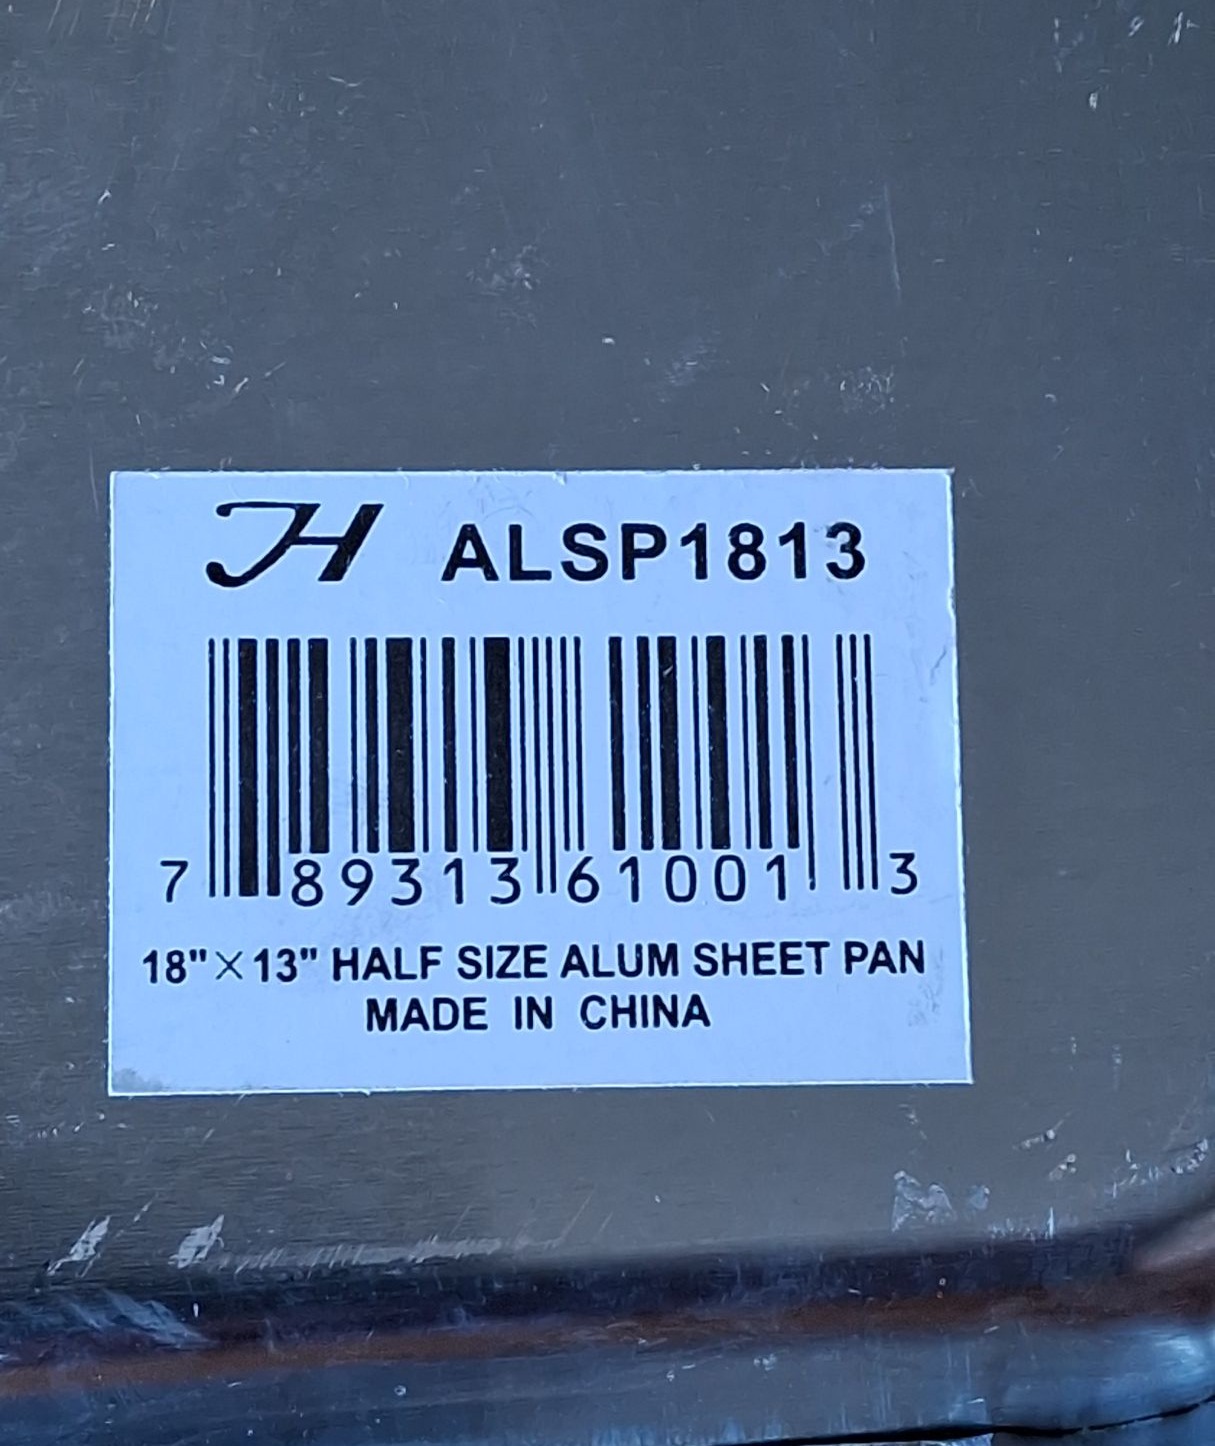 JH ALSP1813
7 89313 61001 3
18"×13" HALF SIZE ALUM SHEET PAN
MADE IN CHINA